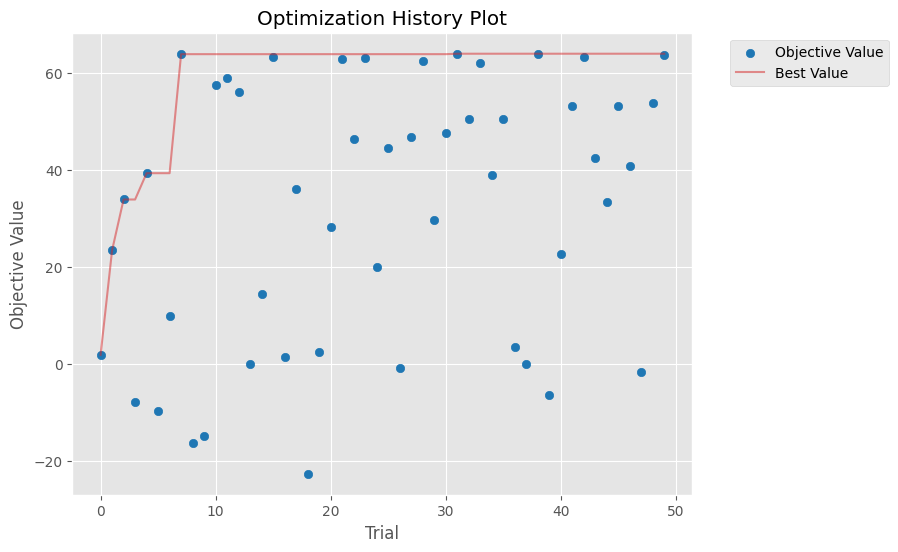 Optimization History Plot
Objective Value
Best Value
Objective Value
60
40
20
0
−20
0 10 20 30 40 50
Trial